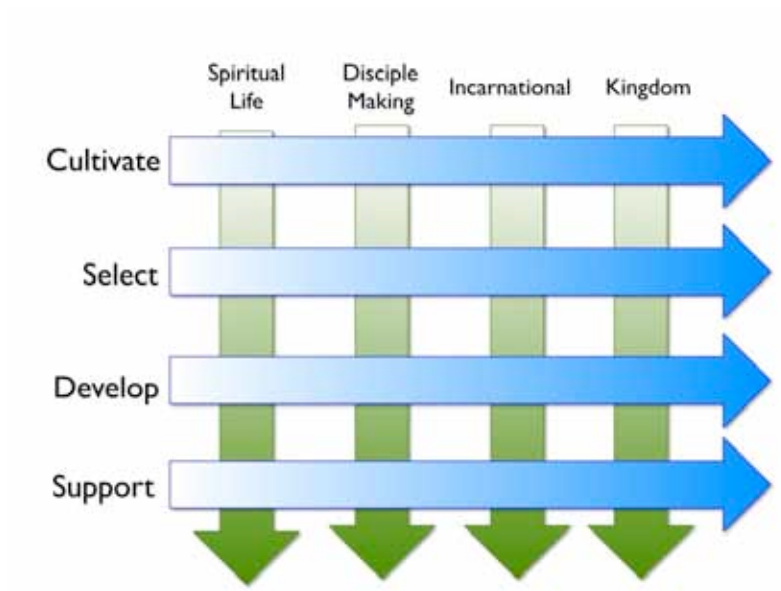 Spiritual
Life
Disciple
Making
Incarnational
Kingdom
Cultivate
Select
Develop
Support